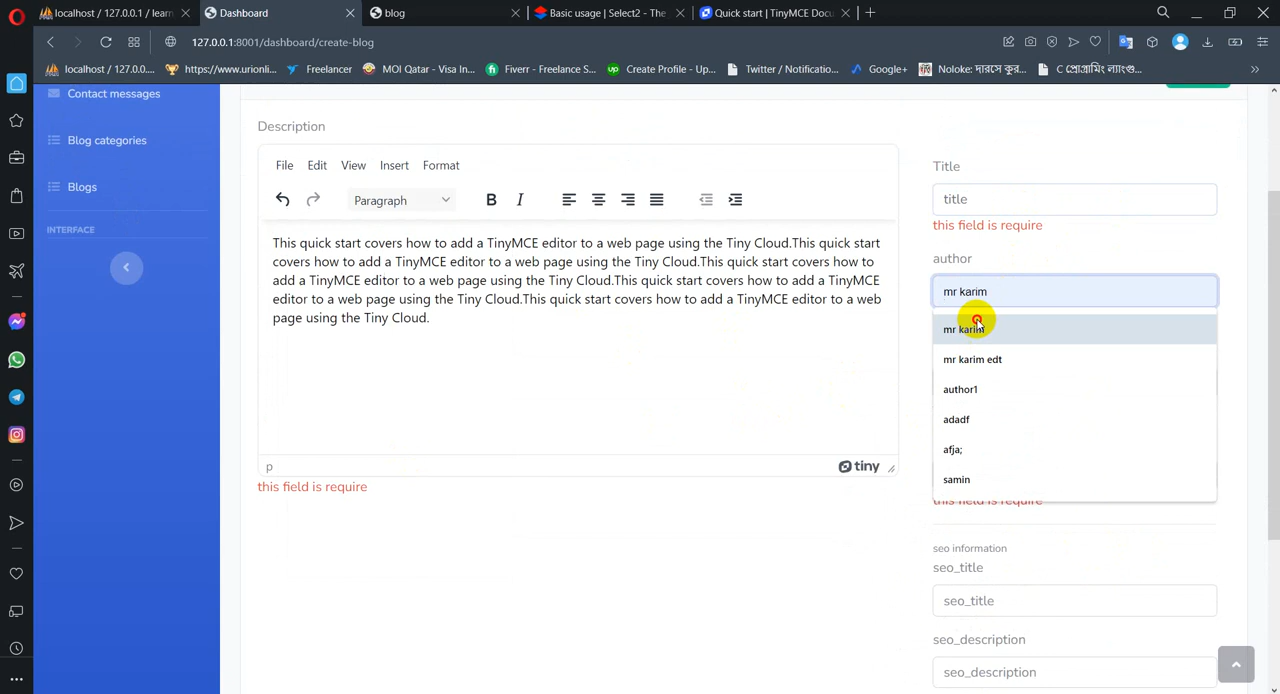 localhost / 127.0.0.1 / learn
Dashboard
blog
Basic usage | Select2 - The
Quick start | TinyMCE Docu
127.0.0.1:8001/dashboard/create-blog
localhost / 127.0.0....
https://www.urionli...
Freelancer
MOI Qatar - Visa In...
Fiverr - Freelance S...
Create Profile - Up...
Twitter / Notificatio...
Google+
Noloke: দারসে কুর...
C প্রোগ্রামিং ল্যাংগু...
Contact messages
Blog categories
Blogs
INTERFACE
Description
File Edit View Insert Format
Paragraph
B I
This quick start covers how to add a TinyMCE editor to a web page using the Tiny Cloud.This quick start
covers how to add a TinyMCE editor to a web page using the Tiny Cloud.This quick start covers how to
add a TinyMCE editor to a web page using the Tiny Cloud.This quick start covers how to add a TinyMCE
editor to a web page using the Tiny Cloud.This quick start covers how to add a TinyMCE editor to a web
page using the Tiny Cloud.
p
tiny
this field is require
Title
title
this field is require
author
mr karim
mr karim
mr karim edt
author1
adadf
afja;
samin
this field is require
seo information
seo_title
seo_title
seo_description
seo_description